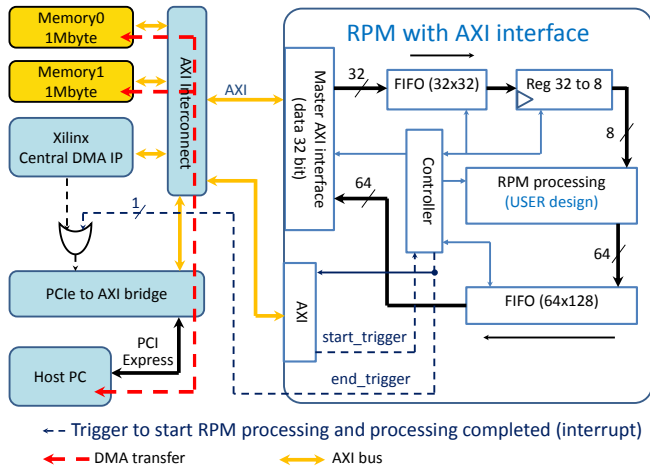 Memory0
1Mbyte
Memory1
1Mbyte
Xilinx
Central DMA IP
AXI interconnect
AXI
1
PCIe to AXI bridge
PCI
Express
Host PC
RPM with AXI interface
Master AXI interface
(data 32 bit)
32
FIFO (32x32)
Reg 32 to 8
8
Controller
64
RPM processing
(USER design)
64
FIFO (64x128)
AXI
start_trigger
end_trigger
Trigger to start RPM processing and processing completed (interrupt)
DMA transfer
AXI bus